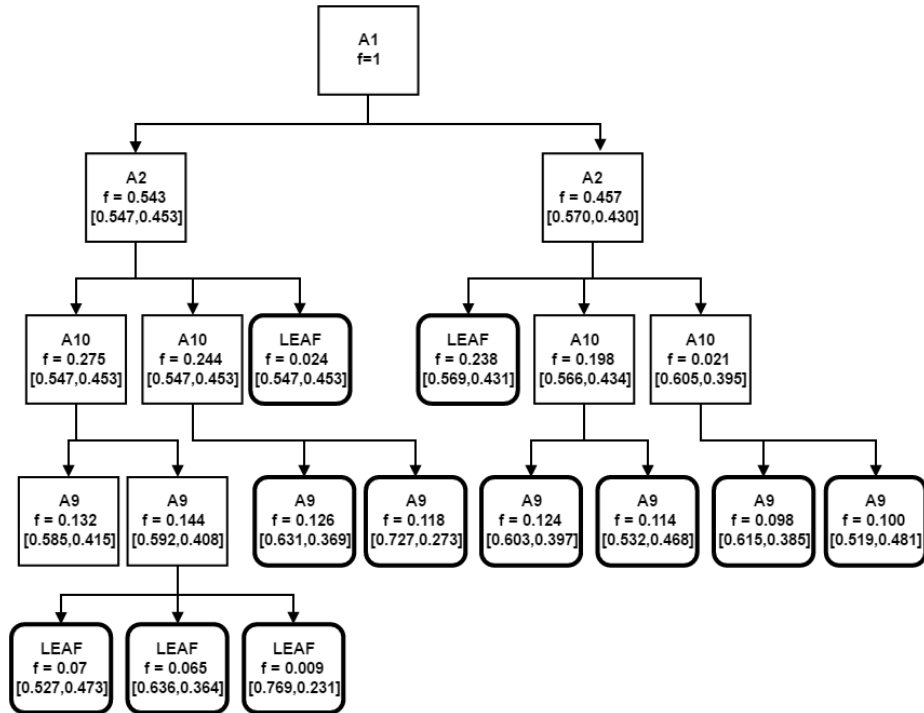 A1
f=1
A2
f = 0.543
[0.547,0.453]
A2
f = 0.457
[0.570,0.430]
A10
f = 0.275
[0.547,0.453]
A10
f = 0.244
[0.547,0.453]
LEAF
f = 0.024
[0.547,0.453]
LEAF
f = 0.238
[0.569,0.431]
A10
f = 0.198
[0.566,0.434]
A10
f = 0.021
[0.605,0.395]
A9
f = 0.132
[0.585,0.415]
A9
f = 0.144
[0.592,0.408]
A9
f = 0.126
[0.631,0.369]
A9
f = 0.118
[0.727,0.273]
A9
f = 0.124
[0.603,0.397]
A9
f = 0.114
[0.532,0.468]
A9
f = 0.098
[0.615,0.385]
A9
f = 0.100
[0.519,0.481]
LEAF
f = 0.07
[0.527,0.473]
LEAF
f = 0.065
[0.636,0.364]
LEAF
f = 0.009
[0.769,0.231]